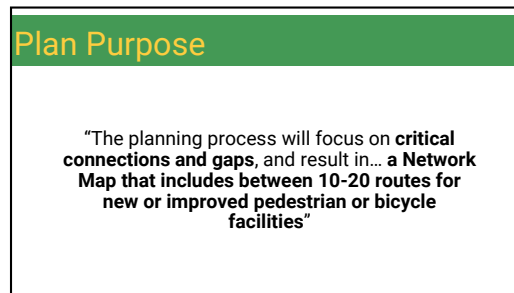 Plan Purpose
“The planning process will focus on critical
connections and gaps, and result in… a Network
Map that includes between 10-20 routes for
new or improved pedestrian or bicycle
facilities”